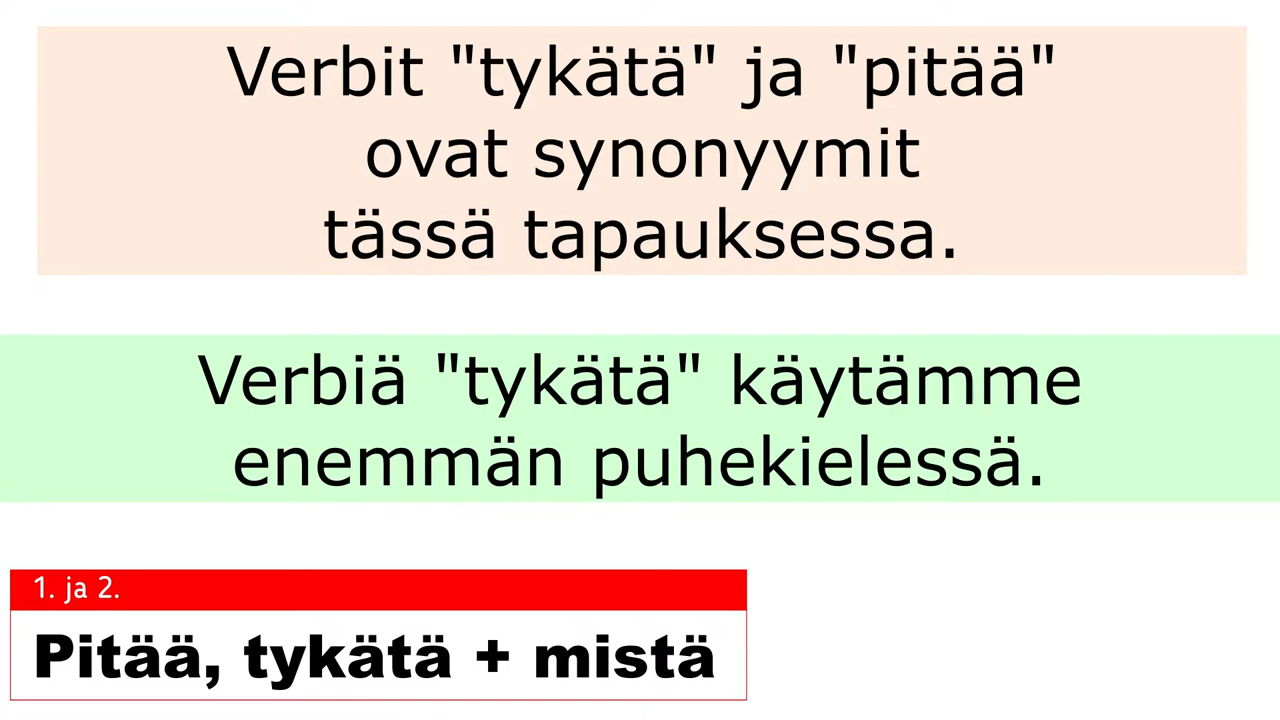 Verbit "tykätä" ja "pitää"
ovat synonyymit
tässä tapauksessa.
Verbiä "tykätä" käytämme
enemmän puhekielessä.
1. ja 2.
Pitää, tykätä + mistä